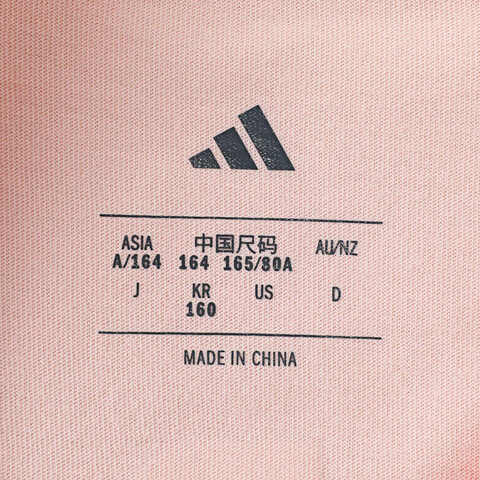 ASIA 中国尺码 AU/NZ
A/164 164 165/80A
J KR US D
160
MADE IN CHINA